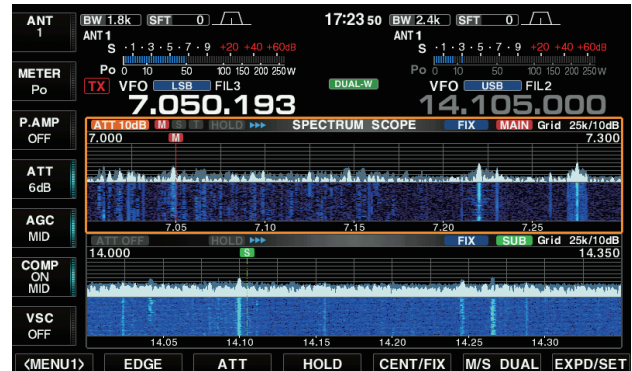 ANT
1
BW 1.8k SFT 0
17:23 50
BW 2.4k SFT 0
ANT 1
ANT 1
S ·1·3·5·7·9 +20 +40 +60dB
S ·1·3·5·7·9 +20 +40 +60dB
METER
Po
Po 0 10 50 100 150 200 250W
Po 0 10 50 100 150 200 250W
TX VFO LSB FIL3
DUAL-W
VFO USB FIL2
7.050.193
14.105.000
P.AMP
OFF
ATT 10dB M S T HOLD SPECTRUM SCOPE FIX MAIN Grid 25k/10dB
7.000 M 7.300
ATT
6dB
AGC
MID
7.05 7.10 7.15 7.20 7.25
ATT OFF HOLD FIX SUB Grid 25k/10dB
14.000 S 14.350
COMP
ON
MID
VSC
OFF
14.05 14.10 14.15 14.20 14.25 14.30
<MENU1> EDGE ATT HOLD CENT/FIX M/S DUAL EXPD/SET